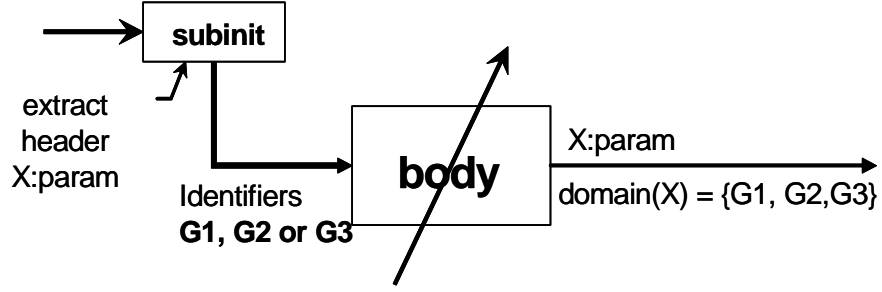 subinit
extract
header
X:param
Identifiers
G1, G2 or G3
body
X:param
domain(X) = {G1, G2,G3}